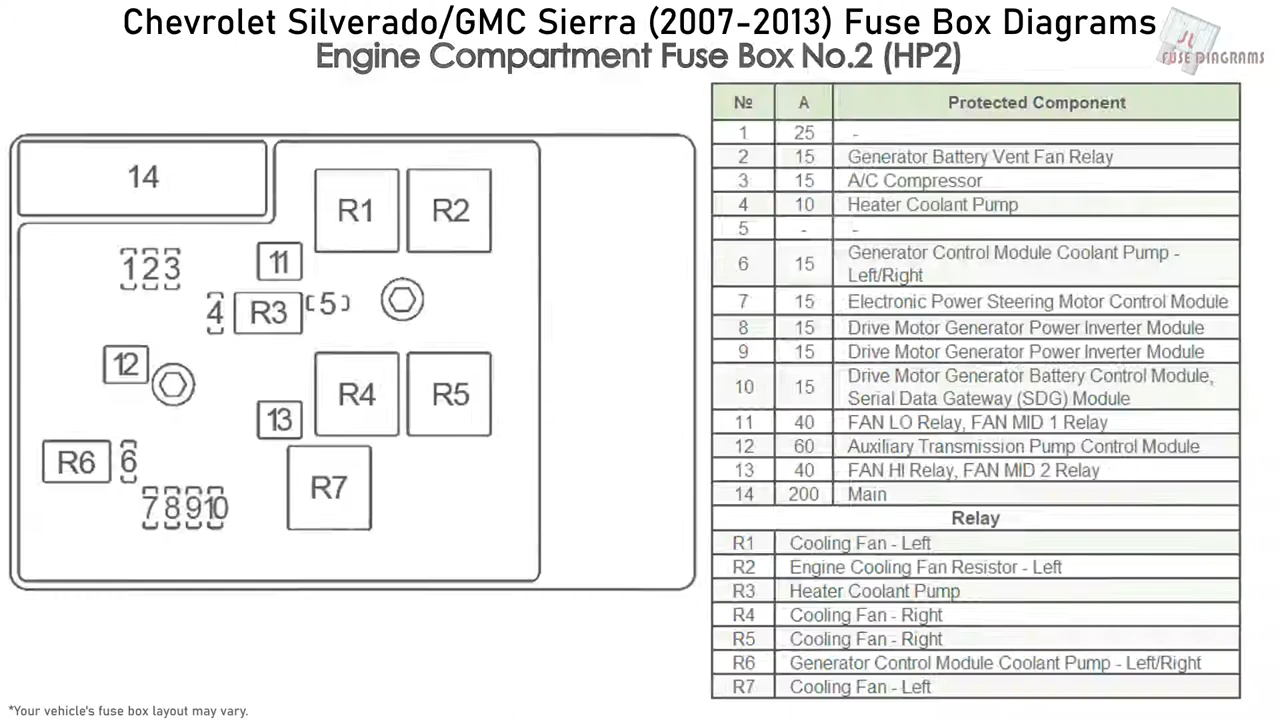 Chevrolet Silverado/GMC Sierra (2007-2013) Fuse Box Diagrams
Engine Compartment Fuse Box No.2 (HP2)
JL
FUSE DIAGRAMS
14
R1 R2
11
1 2 3
4 R3 5
12
R4 R5
13
R6 6
R7
7 8 9 10
№ A Protected Component
1 25 -
2 15 Generator Battery Vent Fan Relay
3 15 A/C Compressor
4 10 Heater Coolant Pump
5 - -
6 15 Generator Control Module Coolant Pump -
Left/Right
7 15 Electronic Power Steering Motor Control Module
8 15 Drive Motor Generator Power Inverter Module
9 15 Drive Motor Generator Power Inverter Module
10 15 Drive Motor Generator Battery Control Module,
Serial Data Gateway (SDG) Module
11 40 FAN LO Relay, FAN MID 1 Relay
12 60 Auxiliary Transmission Pump Control Module
13 40 FAN HI Relay, FAN MID 2 Relay
14 200 Main
Relay
R1 Cooling Fan - Left
R2 Engine Cooling Fan Resistor - Left
R3 Heater Coolant Pump
R4 Cooling Fan - Right
R5 Cooling Fan - Right
R6 Generator Control Module Coolant Pump - Left/Right
R7 Cooling Fan - Left
*Your vehicle's fuse box layout may vary.